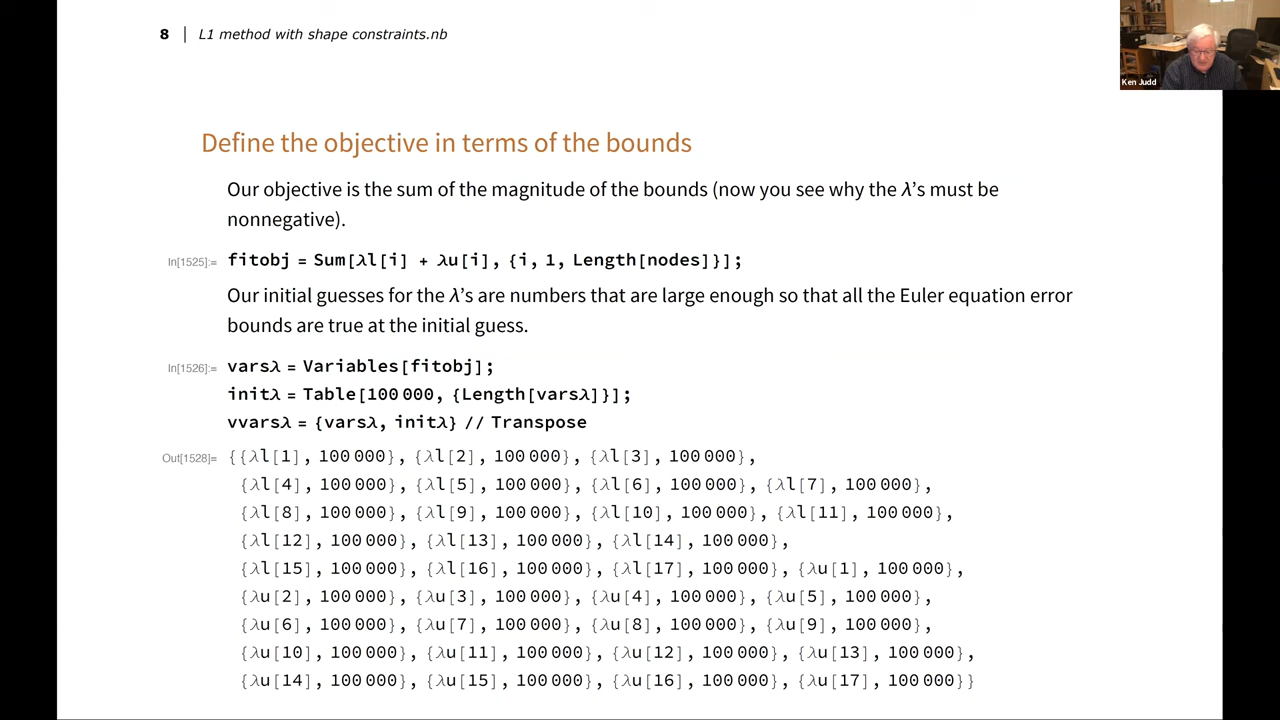 8 | L1 method with shape constraints.nb
Ken Judd
Define the objective in terms of the bounds
Our objective is the sum of the magnitude of the bounds (now you see why the λ's must be
nonnegative).
In[1525]:= fitobj = Sum[λl[i] + λu[i], {i, 1, Length[nodes]}];
Our initial guesses for the λ's are numbers that are large enough so that all the Euler equation error
bounds are true at the initial guess.
In[1526]:= varsλ = Variables[fitobj];
initλ = Table[100 000, {Length[varsλ]}];
vvarsλ = {varsλ, initλ} // Transpose
Out[1528]= {{λl[1], 100 000}, {λl[2], 100 000}, {λl[3], 100 000},
{λl[4], 100 000}, {λl[5], 100 000}, {λl[6], 100 000}, {λl[7], 100 000},
{λl[8], 100 000}, {λl[9], 100 000}, {λl[10], 100 000}, {λl[11], 100 000},
{λl[12], 100 000}, {λl[13], 100 000}, {λl[14], 100 000},
{λl[15], 100 000}, {λl[16], 100 000}, {λl[17], 100 000}, {λu[1], 100 000},
{λu[2], 100 000}, {λu[3], 100 000}, {λu[4], 100 000}, {λu[5], 100 000},
{λu[6], 100 000}, {λu[7], 100 000}, {λu[8], 100 000}, {λu[9], 100 000},
{λu[10], 100 000}, {λu[11], 100 000}, {λu[12], 100 000}, {λu[13], 100 000},
{λu[14], 100 000}, {λu[15], 100 000}, {λu[16], 100 000}, {λu[17], 100 000}}